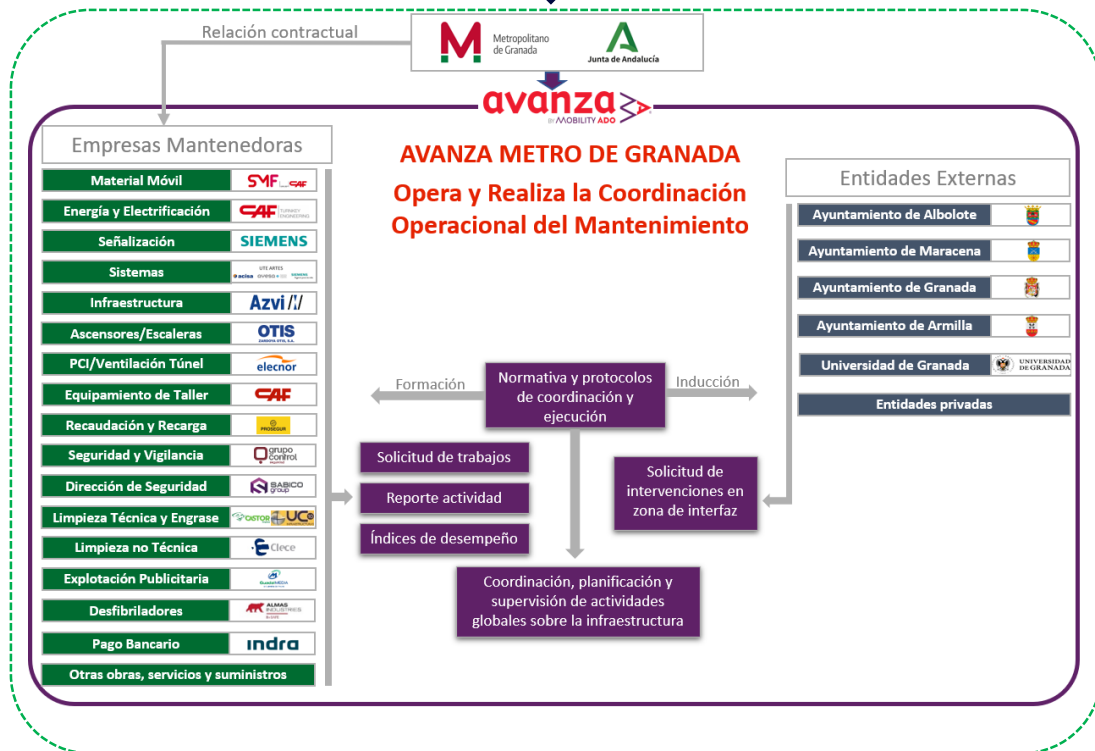 Relación contractual
Metropolitano
de Granada
Junta de Andalucía
avanza
BY MOBILITY ADO
Empresas Mantenedoras
AVANZA METRO DE GRANADA
Opera y Realiza la Coordinación
Operacional del Mantenimiento
Entidades Externas
Material Móvil
SMF
CAF
Energía y Electrificación
CAF TURNKEY
ENGINEERING
Señalización
SIEMENS
Sistemas
UTE ARTES
acisa
SIEMENS
Infraestructura
Azvi
Ascensores/Escaleras
OTIS
ZARDOYA OTIS, S.A.
PCI/Ventilación Túnel
elecnor
Equipamiento de Taller
CAF
Recaudación y Recarga
PROSEGUR
Seguridad y Vigilancia
grupo
control
Dirección de Seguridad
SABICO
group
Limpieza Técnica y Engrase
UC
Limpieza no Técnica
Clece
Explotación Publicitaria
Desfibriladores
ALMAS
INDUSTRIES
Pago Bancario
indra
Otras obras, servicios y suministros
Ayuntamiento de Albolote
Ayuntamiento de Maracena
Ayuntamiento de Granada
Ayuntamiento de Armilla
Universidad de Granada
UNIVERSIDAD
DE GRANADA
Entidades privadas
Formación
Normativa y protocolos
de coordinación y
ejecución
Inducción
Solicitud de trabajos
Reporte actividad
Índices de desempeño
Solicitud de
intervenciones en
zona de interfaz
Coordinación, planificación y
supervisión de actividades
globales sobre la infraestructura